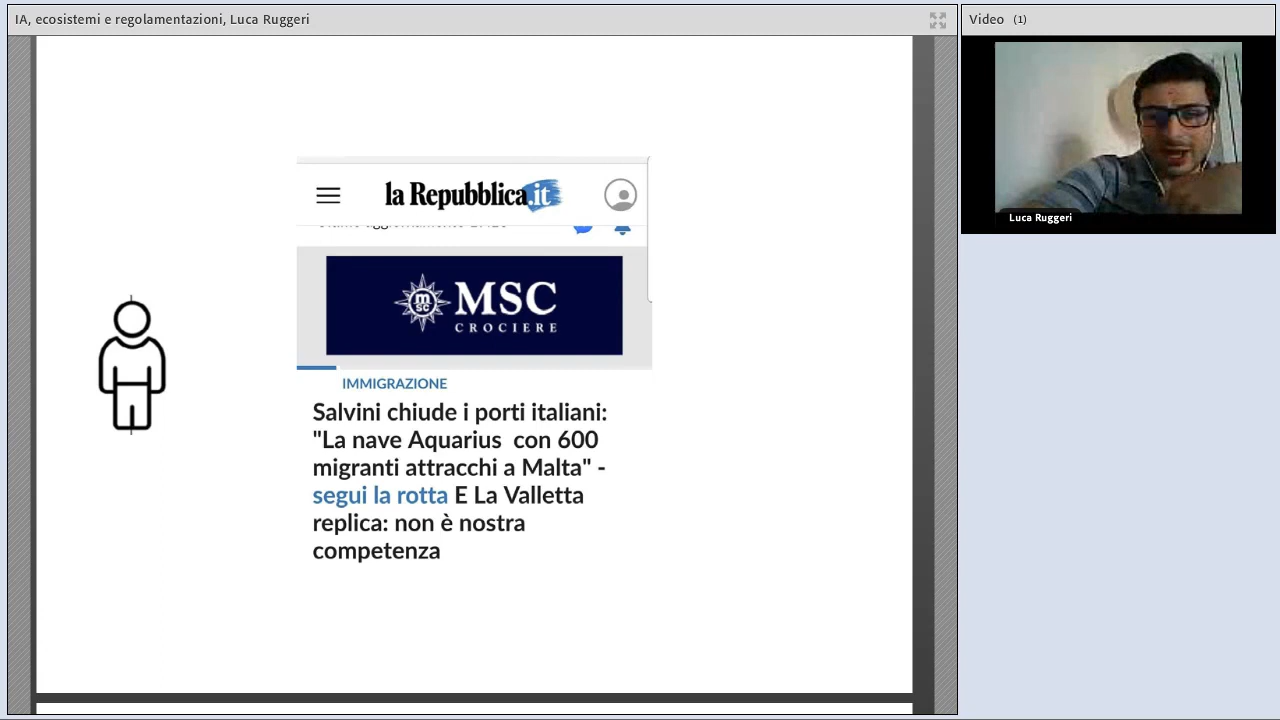 IA, ecosistemi e regolamentazioni, Luca Ruggeri
Video (1)
Luca Ruggeri
la Repubblica.it
msc
MSC
CROCIERE
IMMIGRAZIONE
Salvini chiude i porti italiani:
"La nave Aquarius con 600
migranti attracchi a Malta" -
segui la rotta E La Valletta
replica: non è nostra
competenza